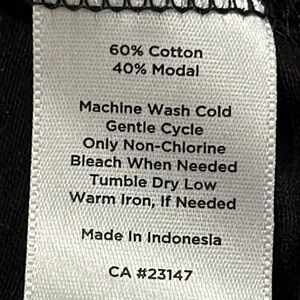 60% Cotton
40% Modal
Machine Wash Cold
Gentle Cycle
Only Non-Chlorine
Bleach When Needed
Tumble Dry Low
Warm Iron, If Needed
Made In Indonesia
CA #23147